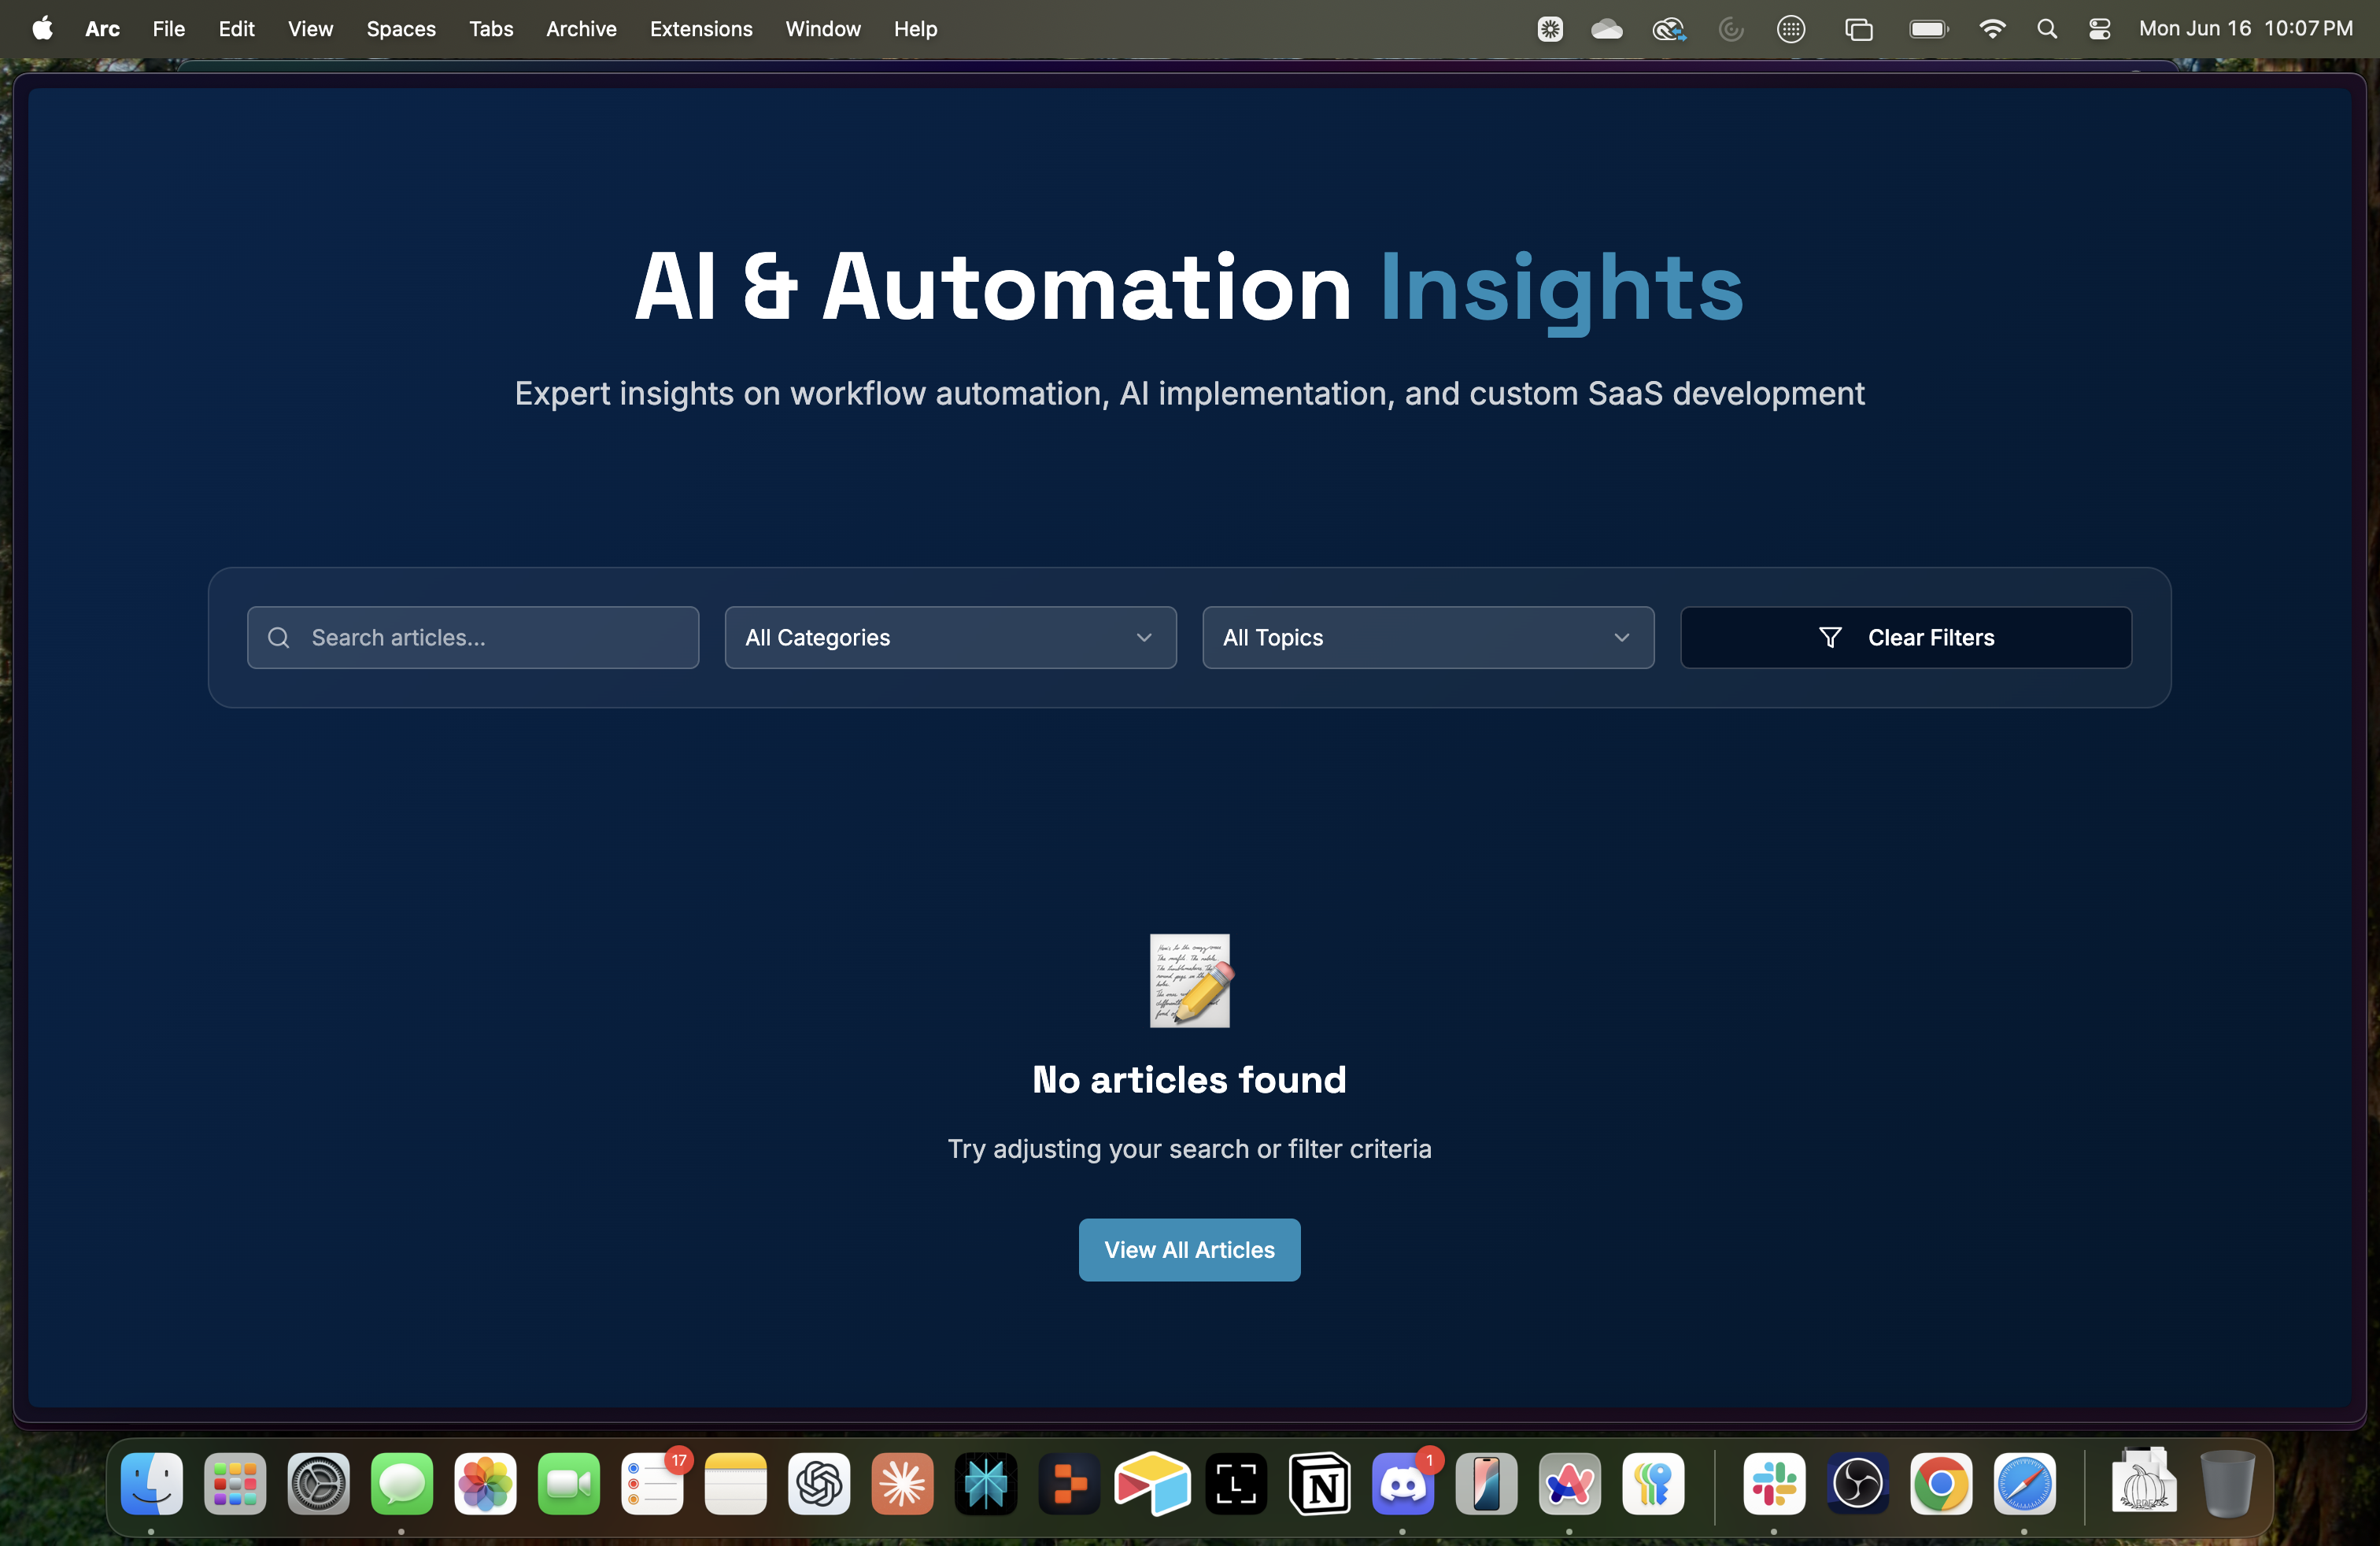 Arc File Edit View Spaces Tabs Archive Extensions Window Help Mon Jun 16 10:07 PM
AI & Automation Insights
Expert insights on workflow automation, AI implementation, and custom SaaS development
Search articles...
All Categories
All Topics
Clear Filters
No articles found
Try adjusting your search or filter criteria
View All Articles
17
1